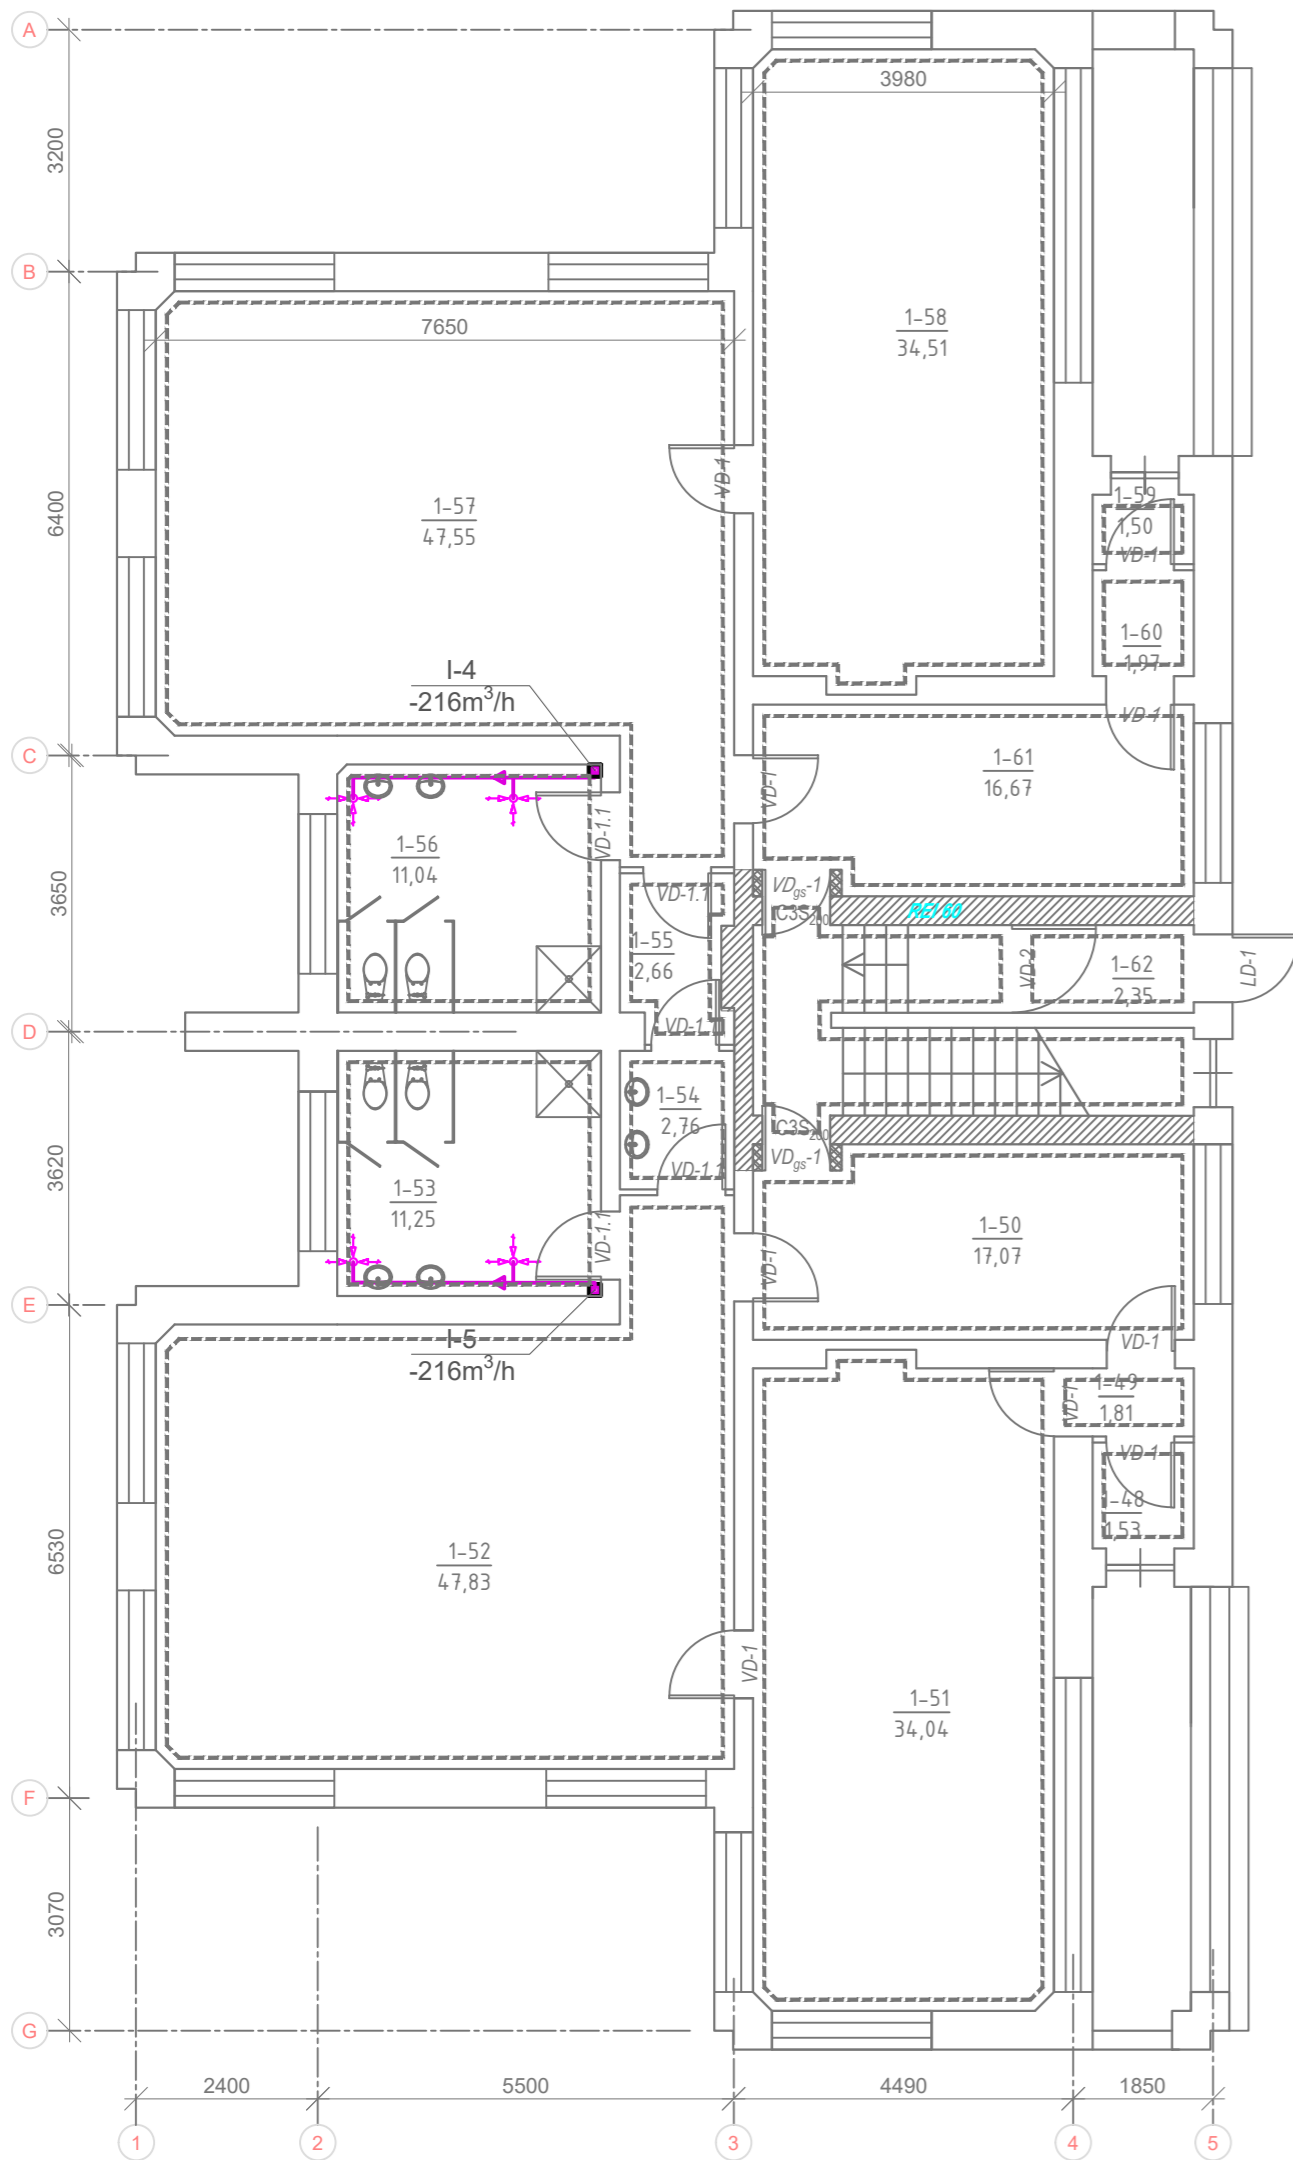 A
3980
3200
B
7650
1-58
34,51
VD-1
6400
1-57
47,55
1-59
1,50
VD-1
1-60
1,97
I-4
-216m³/h
VD-1
C
1-61
16,67
VD-1
VD-1.1
1-56
11,04
3650
VD-1.1
VDgs-1
C3S200
REI 60
1-55
2,66
VD-2
1-62
2,35
LD-1
D
VD-1.1
1-54
2,76
C3S200
VDgs-1
VD-1.1
3620
1-53
11,25
VD-1.1
1-50
17,07
VD-1
E
I-5
-216m³/h
VD-1
1-49
1,81
VD-1
VD-1
1-48
1,53
6530
1-52
47,83
VD-1
1-51
34,04
F
3070
G
2400
5500
4490
1850
1
2
3
4
5